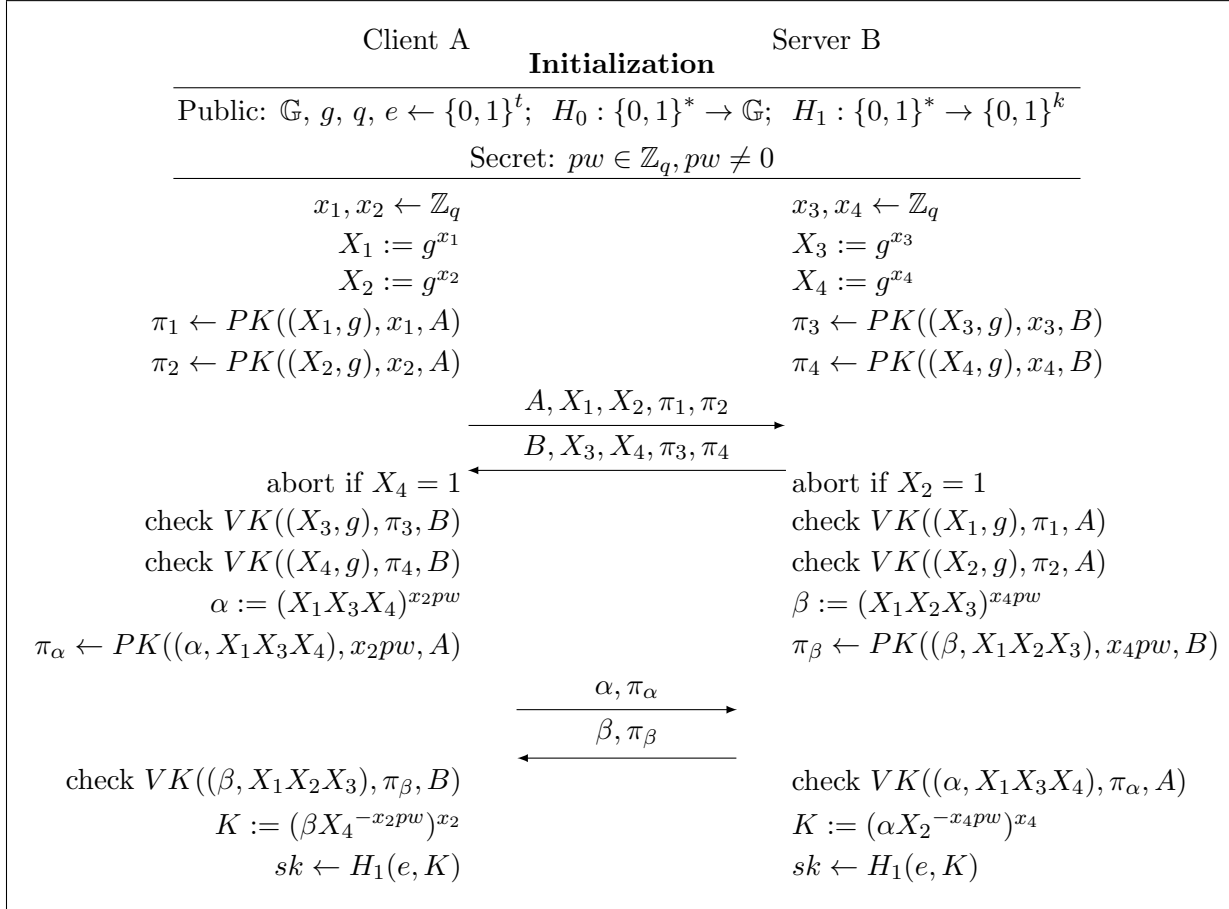 Client A Server B
Initialization
Public: 𝔾, g, q, e ← {0, 1}^t; H_0 : {0, 1}^* → 𝔾; H_1 : {0, 1}^* → {0, 1}^k
Secret: pw ∈ ℤ_q, pw ≠ 0
x_1, x_2 ← ℤ_q x_3, x_4 ← ℤ_q
X_1 := g^{x_1} X_3 := g^{x_3}
X_2 := g^{x_2} X_4 := g^{x_4}
π_1 ← PK((X_1, g), x_1, A) π_3 ← PK((X_3, g), x_3, B)
π_2 ← PK((X_2, g), x_2, A) π_4 ← PK((X_4, g), x_4, B)
A, X_1, X_2, π_1, π_2
B, X_3, X_4, π_3, π_4
abort if X_4 = 1 abort if X_2 = 1
check VK((X_3, g), π_3, B) check VK((X_1, g), π_1, A)
check VK((X_4, g), π_4, B) check VK((X_2, g), π_2, A)
α := (X_1X_3X_4)^{x_2pw} β := (X_1X_2X_3)^{x_4pw}
π_α ← PK((α, X_1X_3X_4), x_2pw, A) π_β ← PK((β, X_1X_2X_3), x_4pw, B)
α, π_α
β, π_β
check VK((β, X_1X_2X_3), π_β, B) check VK((α, X_1X_3X_4), π_α, A)
K := (βX_4^{-x_2pw})^{x_2} K := (αX_2^{-x_4pw})^{x_4}
sk ← H_1(e, K) sk ← H_1(e, K)